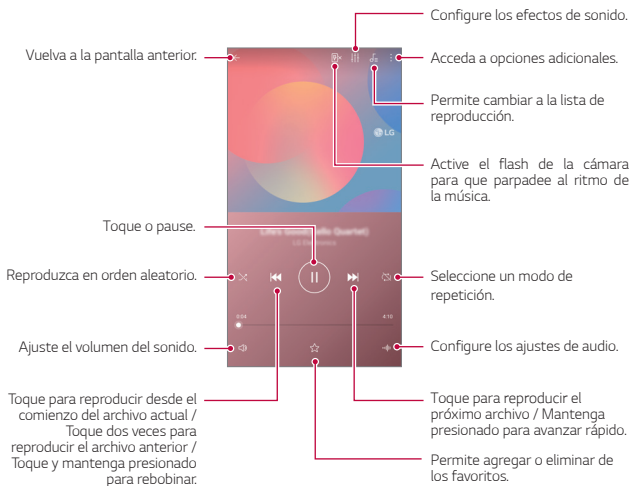 Configure los efectos de sonido.
Vuelva a la pantalla anterior.
Acceda a opciones adicionales.
Permite cambiar a la lista de
reproducción.
LG
Active el flash de la cámara
para que parpadee al ritmo de
la música.
Toque o pause.
Life's Good (Cello Quartet)
LG Electronics
Reproduzca en orden aleatorio.
Seleccione un modo de
repetición.
0:04
4:10
Ajuste el volumen del sonido.
Configure los ajustes de audio.
Toque para reproducir desde el
comienzo del archivo actual /
Toque dos veces para
reproducir el archivo anterior /
Toque y mantenga presionado
para rebobinar.
Toque para reproducir el
próximo archivo / Mantenga
presionado para avanzar rápido.
Permite agregar o eliminar de
los favoritos.